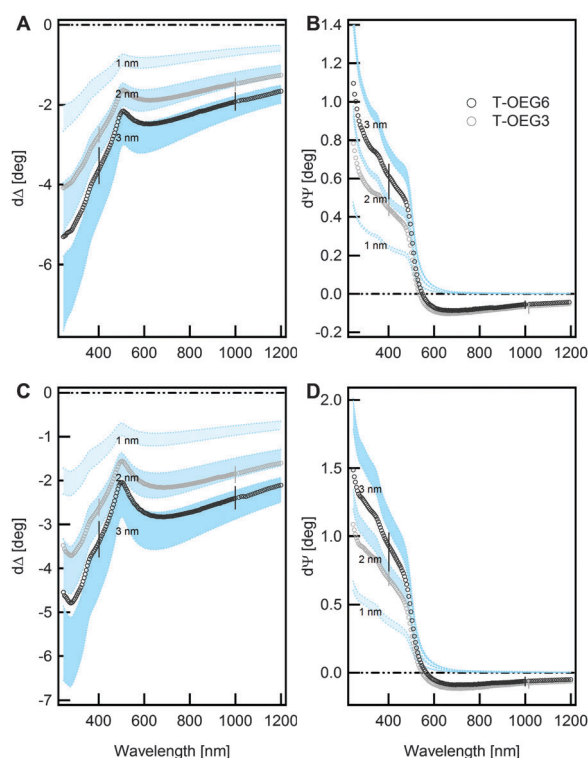 A
0
-2
-4
-6
dΔ [deg]
1 nm
2 nm
3 nm
400 600 800 1000 1200
B
1.4
1.2
1.0
0.8
0.6
0.4
0.2
0.0
-0.2
dΨ [deg]
T-OEG6
T-OEG3
3 nm
2 nm
1 nm
400 600 800 1000 1200
C
0
-1
-2
-3
-4
-5
-6
-7
dΔ [deg]
1 nm
2 nm
3 nm
400 600 800 1000 1200
Wavelength [nm]
D
2.0
1.5
1.0
0.5
0.0
dΨ [deg]
3 nm
2 nm
1 nm
400 600 800 1000 1200
Wavelength [nm]